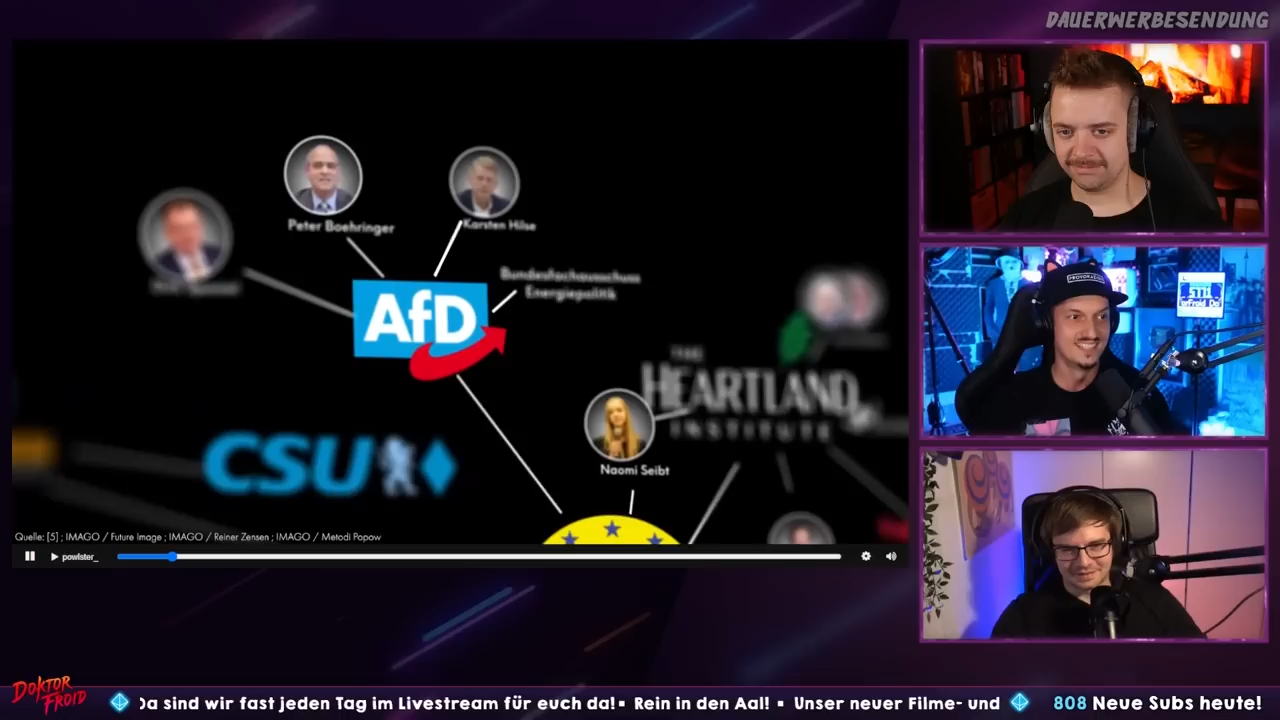 DAUERWERBESENDUNG
Peter Boehringer
Karsten Hilse
Bundesfachausschuss
Energiepolitik
AfD
THE
HEARTLAND
INSTITUTE
CSU
Naomi Seibt
PROVOKATEUR
Quelle: [5] ; IMAGO / Future Image ; IMAGO / Reiner Zensen ; IMAGO / Metodi Popow
powlster_
DOKTOR
FROID
Da sind wir fast jeden Tag im Livestream für euch da! ▪ Rein in den Aal! ▪ Unser neuer Filme- und
808 Neue Subs heute!